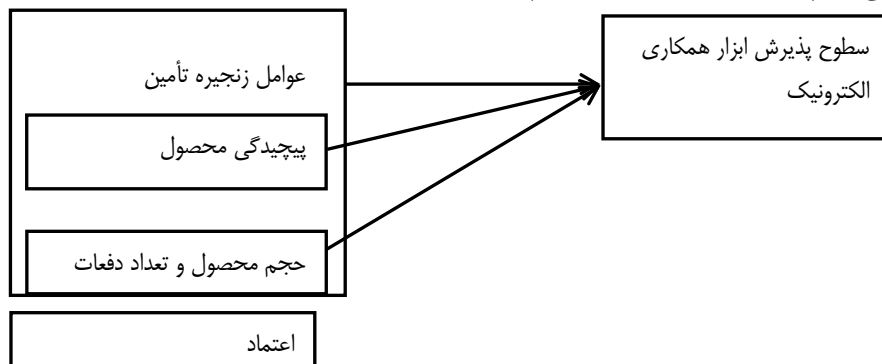 سطوح پذیرش ابزار همکاری
الکترونیک
عوامل زنجیره تأمین
پیچیدگی محصول
حجم محصول و تعداد دفعات
اعتماد